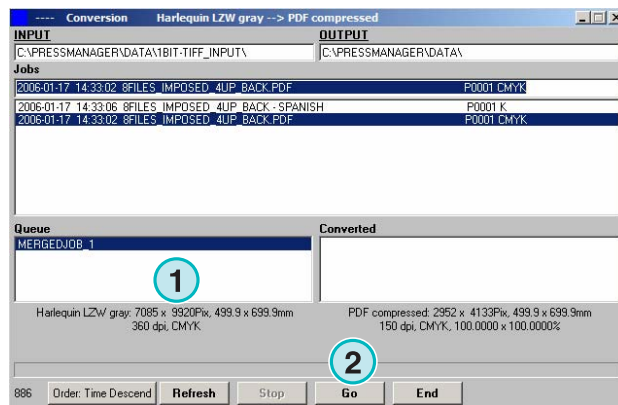 ---- Conversion Harlequin LZW gray --> PDF compressed
INPUT OUTPUT
C:\PRESSMANAGER\DATA\1BIT-TIFF_INPUT\ C:\PRESSMANAGER\DATA\
Jobs
2006-01-17 14:33:02 8FILES_IMPOSED_4UP_BACK.PDF P0001 CMYK
2006-01-17 14:33:06 8FILES_IMPOSED_4UP_BACK - SPANISH P0001 K
2006-01-17 14:33:02 8FILES_IMPOSED_4UP_BACK.PDF P0001 CMYK
Queue Converted
MERGEDJOB_1
1
Harlequin LZW gray: 7085 x 9920Pix, 499.9 x 699.9mm PDF compressed: 2952 x 4133Pix, 499.9 x 699.9mm
360 dpi, CMYK 150 dpi, CMYK, 100.0000 x 100.0000%
2
886 Order: Time Descend Refresh Stop Go End